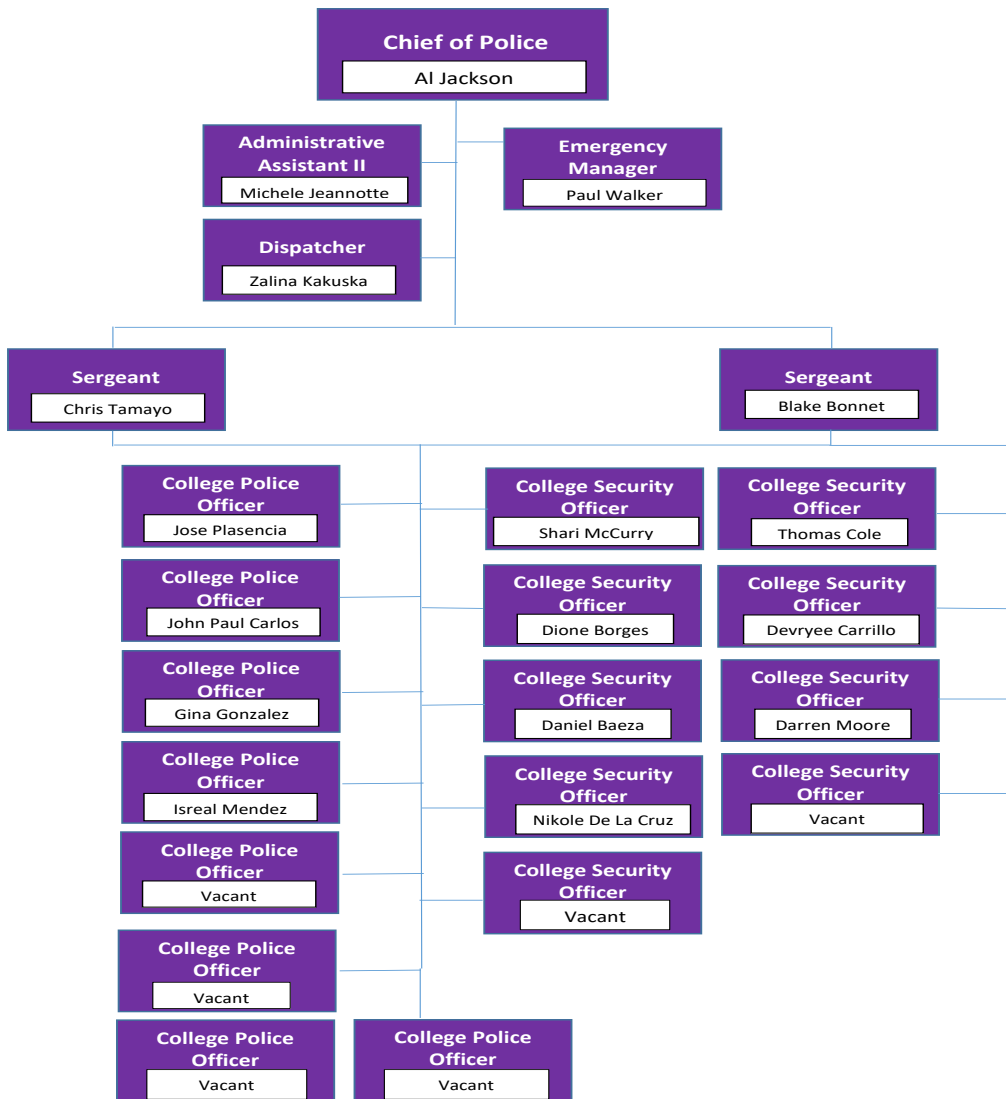 Chief of Police
Al Jackson
Administrative
Assistant II
Michele Jeannotte
Emergency
Manager
Paul Walker
Dispatcher
Zalina Kakuska
Sergeant
Chris Tamayo
Sergeant
Blake Bonnet
College Police
Officer
Jose Plasencia
College Security
Officer
Shari McCurry
College Security
Officer
Thomas Cole
College Police
Officer
John Paul Carlos
College Security
Officer
Dione Borges
College Security
Officer
Devryee Carrillo
College Police
Officer
Gina Gonzalez
College Security
Officer
Daniel Baeza
College Security
Officer
Darren Moore
College Police
Officer
Isreal Mendez
College Security
Officer
Nikole De La Cruz
College Security
Officer
Vacant
College Police
Officer
Vacant
College Security
Officer
Vacant
College Police
Officer
Vacant
College Police
Officer
Vacant
College Police
Officer
Vacant